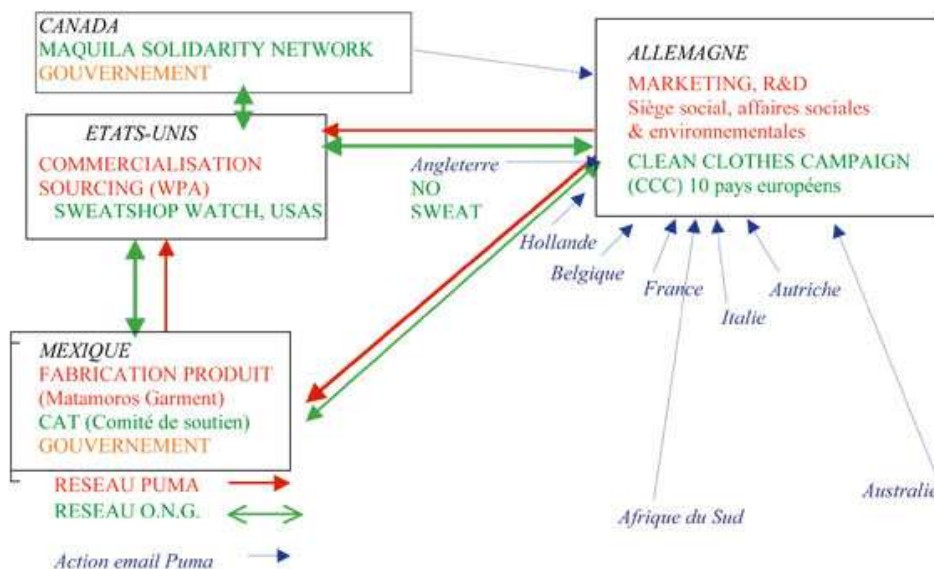 CANADA
MAQUILA SOLIDARITY NETWORK
GOUVERNEMENT
ETATS-UNIS
COMMERCIALISATION
SOURCING (WPA)
SWEATSHOP WATCH, USAS
ALLEMAGNE
MARKETING, R&D
Siège social, affaires sociales
& environnementales
CLEAN CLOTHES CAMPAIGN
(CCC) 10 pays européens
Angleterre
NO
SWEAT
Hollande
Belgique
France
Italie
Autriche
Afrique du Sud
Australie
MEXIQUE
FABRICATION PRODUIT
(Matamoros Garment)
CAT (Comité de soutien)
GOUVERNEMENT
RESEAU PUMA
RESEAU O.N.G.
Action email Puma